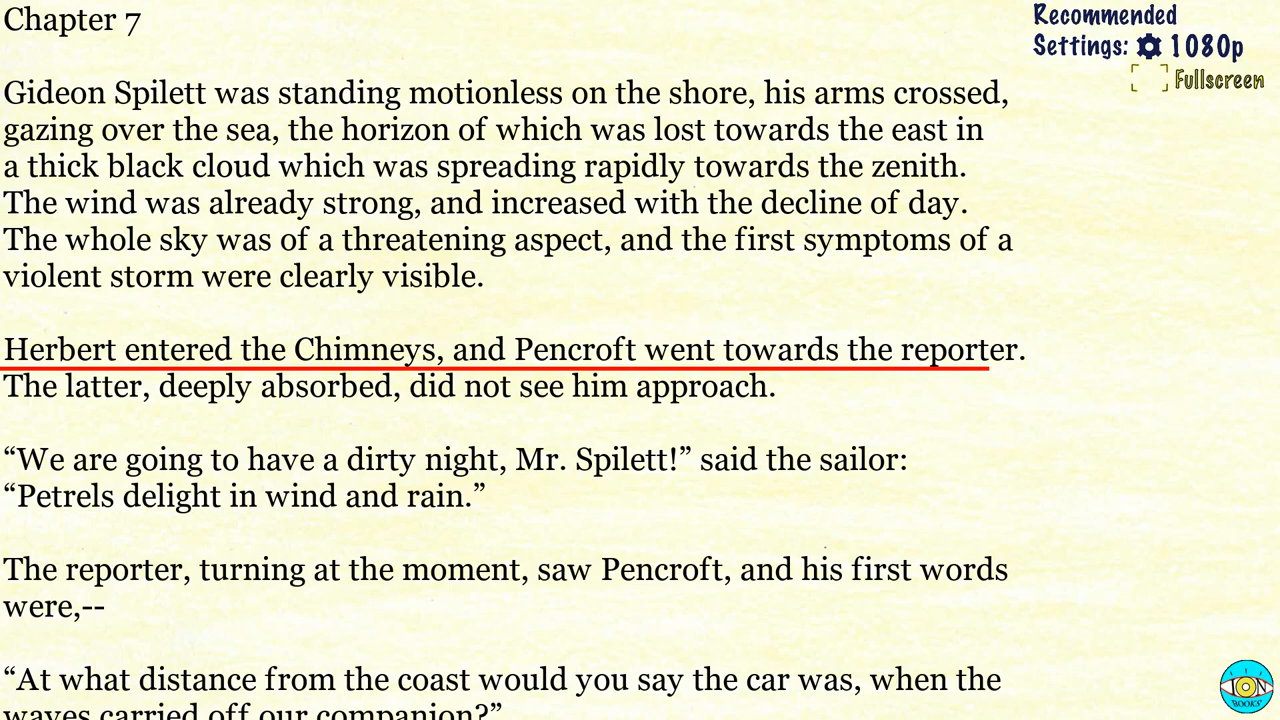 Chapter 7
Recommended
Settings: 1080p
Fullscreen
Gideon Spilett was standing motionless on the shore, his arms crossed,
gazing over the sea, the horizon of which was lost towards the east in
a thick black cloud which was spreading rapidly towards the zenith.
The wind was already strong, and increased with the decline of day.
The whole sky was of a threatening aspect, and the first symptoms of a
violent storm were clearly visible.
Herbert entered the Chimneys, and Pencroft went towards the reporter.
The latter, deeply absorbed, did not see him approach.
“We are going to have a dirty night, Mr. Spilett!” said the sailor:
“Petrels delight in wind and rain.”
The reporter, turning at the moment, saw Pencroft, and his first words
were,--
“At what distance from the coast would you say the car was, when the
waves carried off our companion?”
ION
BOOKS